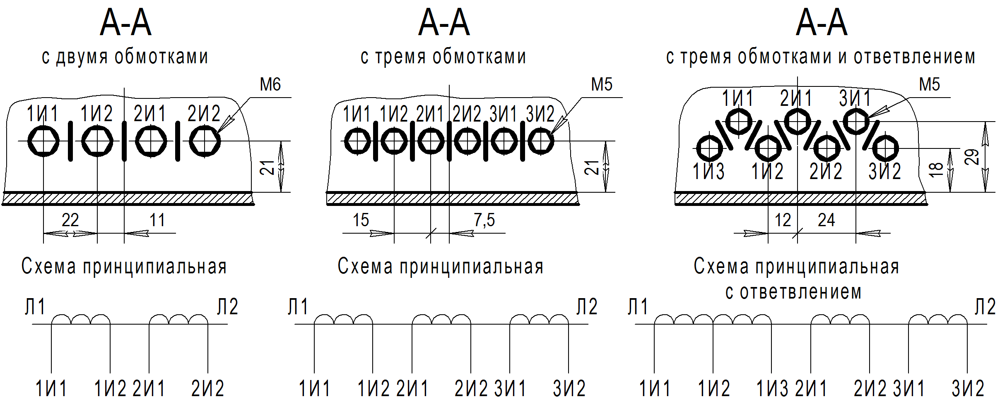 А-А
с двумя обмотками
М6
1И1 1И2 2И1 2И2
21
22 11
Схема принципиальная
Л1 Л2
1И1 1И2 2И1 2И2
А-А
с тремя обмотками
М5
1И1 1И2 2И1 2И2 3И1 3И2
21
15 7,5
Схема принципиальная
Л1 Л2
1И1 1И2 2И1 2И2 3И1 3И2
А-А
с тремя обмотками и ответвлением
М5
1И1 2И1 3И1
1И3 1И2 2И2 3И2
18 29
12 24
Схема принципиальная
с ответвлением
Л1 Л2
1И1 1И2 1И3 2И1 2И2 3И1 3И2